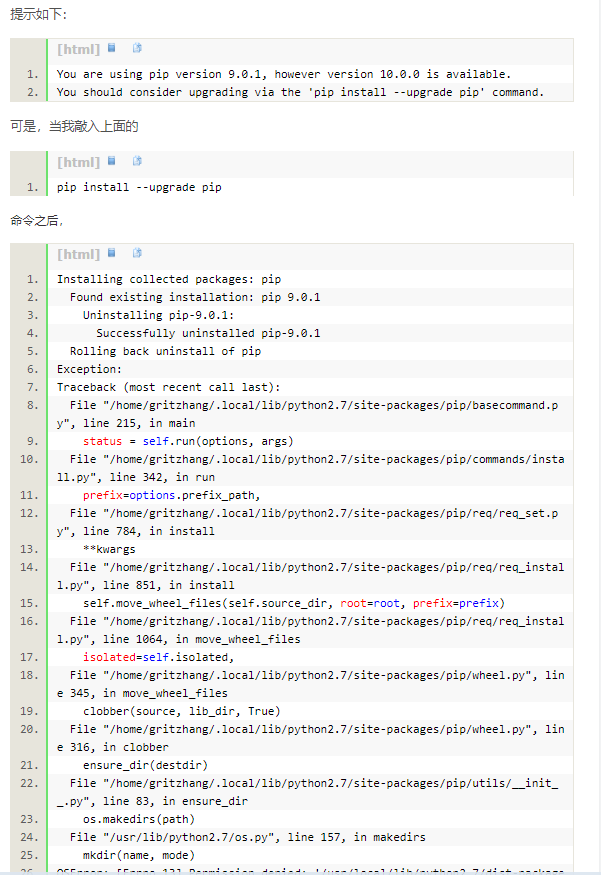 提示如下：
[html]
1. You are using pip version 9.0.1, however version 10.0.0 is available.
2. You should consider upgrading via the 'pip install --upgrade pip' command.
可是，当我敲入上面的
[html]
1. pip install --upgrade pip
命令之后，
[html]
1. Installing collected packages: pip
2. Found existing installation: pip 9.0.1
3. Uninstalling pip-9.0.1:
4. Successfully uninstalled pip-9.0.1
5. Rolling back uninstall of pip
6. Exception:
7. Traceback (most recent call last):
8. File "/home/gritzhang/.local/lib/python2.7/site-packages/pip/basecommand.p
y", line 215, in main
9. status = self.run(options, args)
10. File "/home/gritzhang/.local/lib/python2.7/site-packages/pip/commands/insta
ll.py", line 342, in run
11. prefix=options.prefix_path,
12. File "/home/gritzhang/.local/lib/python2.7/site-packages/pip/req/req_set.p
y", line 784, in install
13. **kwargs
14. File "/home/gritzhang/.local/lib/python2.7/site-packages/pip/req/req_instal
l.py", line 851, in install
15. self.move_wheel_files(self.source_dir, root=root, prefix=prefix)
16. File "/home/gritzhang/.local/lib/python2.7/site-packages/pip/req/req_instal
l.py", line 1064, in move_wheel_files
17. isolated=self.isolated,
18. File "/home/gritzhang/.local/lib/python2.7/site-packages/pip/wheel.py", lin
e 345, in move_wheel_files
19. clobber(source, lib_dir, True)
20. File "/home/gritzhang/.local/lib/python2.7/site-packages/pip/wheel.py", lin
e 316, in clobber
21. ensure_dir(destdir)
22. File "/home/gritzhang/.local/lib/python2.7/site-packages/pip/utils/__init_
_.py", line 83, in ensure_dir
23. os.makedirs(path)
24. File "/usr/lib/python2.7/os.py", line 157, in makedirs
25. mkdir(name, mode)